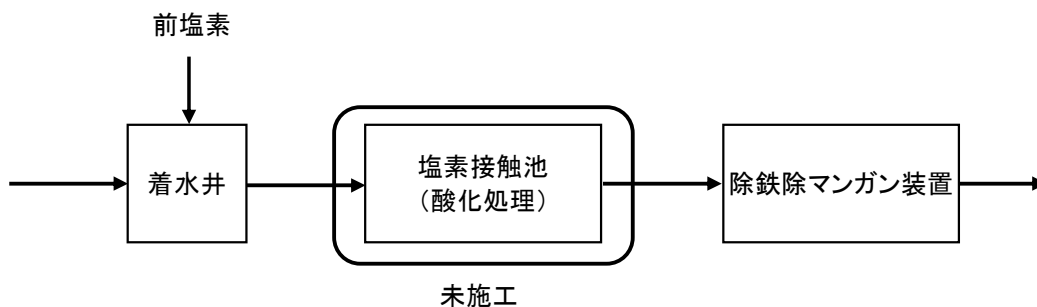 前塩素
着水井
塩素接触池
（酸化処理）
除鉄除マンガン装置
未施工